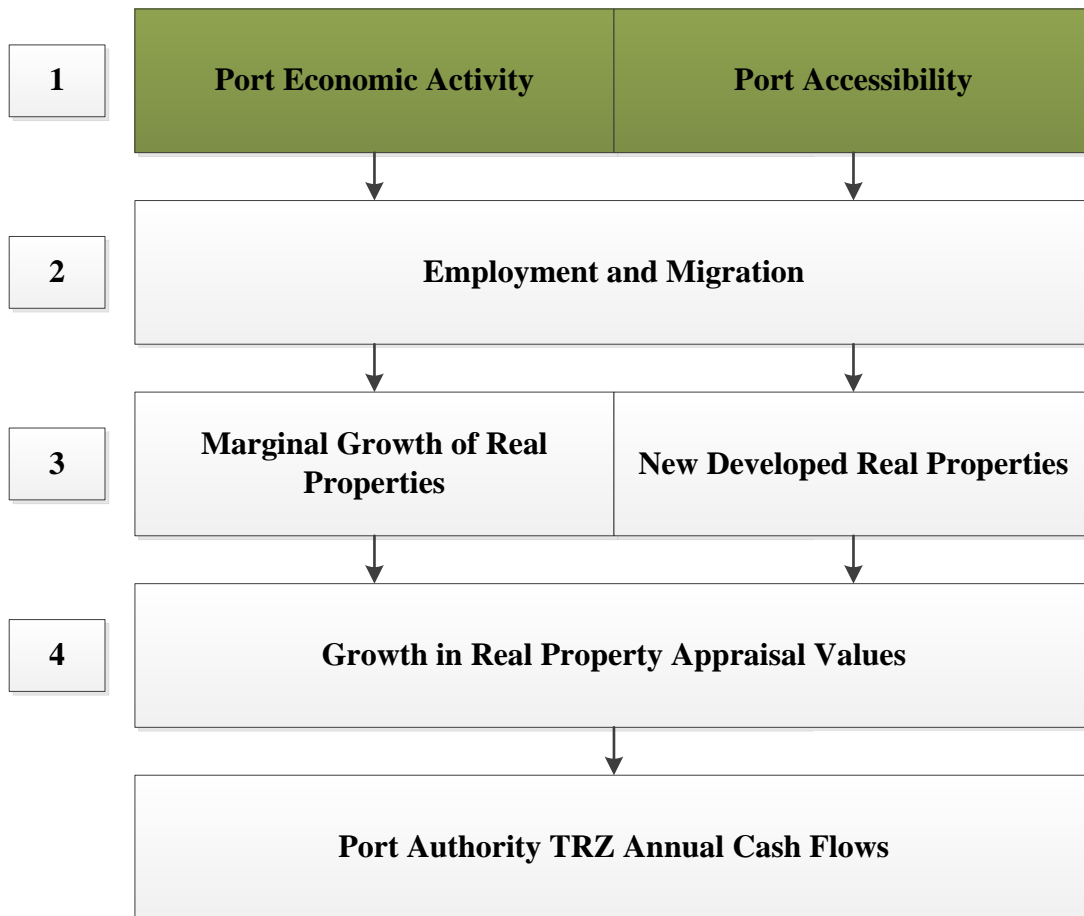 1
Port Economic Activity
Port Accessibility
2
Employment and Migration
3
Marginal Growth of Real
Properties
New Developed Real Properties
4
Growth in Real Property Appraisal Values
Port Authority TRZ Annual Cash Flows